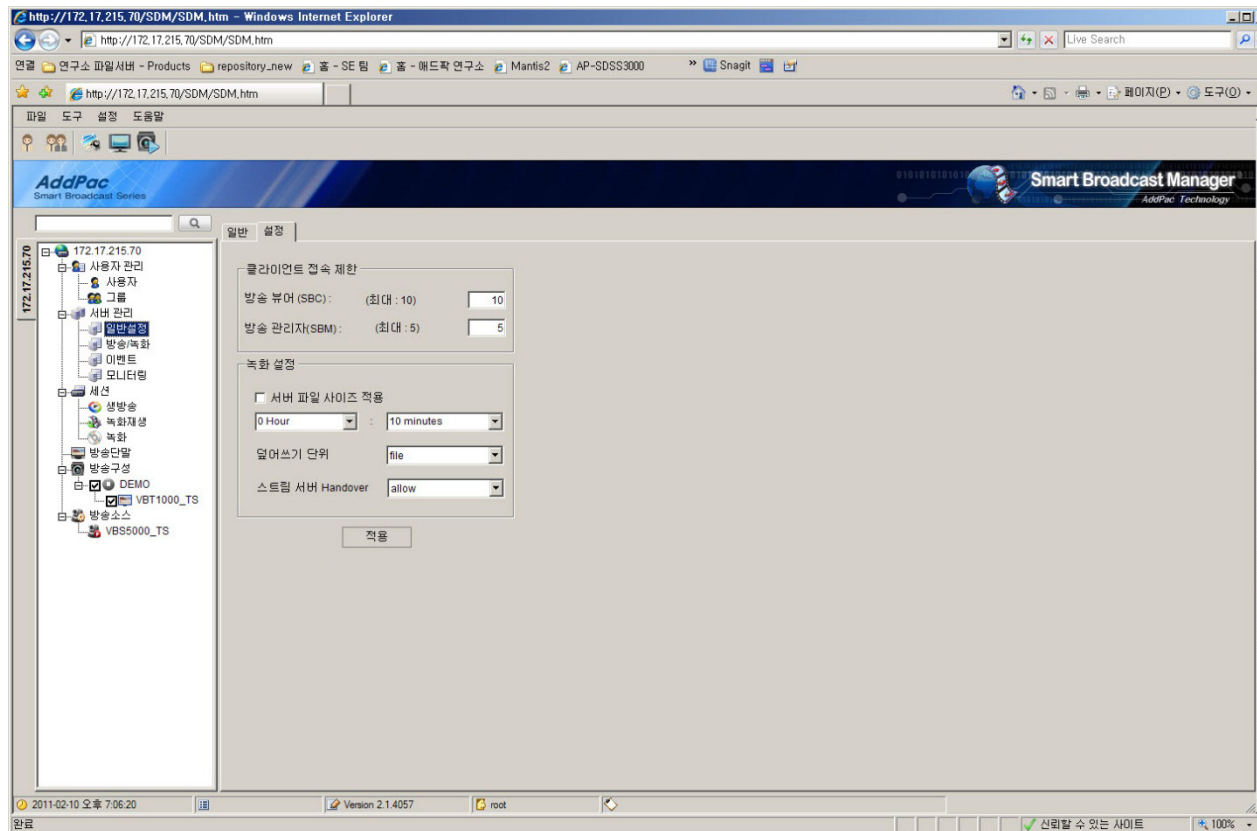 http://172.17.215.70/SDM/SDM.htm - Windows Internet Explorer
http://172.17.215.70/SDM/SDM.htm
Live Search
연결 연구소 파일서버 - Products repository_new 홈 - SE 팀 홈 - 애드팍 연구소 Mantis2 AP-SDSS3000 » Snagit
http://172.17.215.70/SDM/SDM.htm
페이지(P) 도구(O)
파일 도구 설정 도움말
AddPac
Smart Broadcast Series
Smart Broadcast Manager
AddPac Technology
일반 설정
172.17.215.70
172.17.215.70
사용자 관리
사용자
그룹
서버 관리
일반설정
방송/녹화
이벤트
모니터링
세션
생방송
녹화재생
녹화
방송단말
방송구성
DEMO
VBT1000_TS
방송소스
VBS5000_TS
클라이언트 접속 제한
방송 뷰어 (SBC) : (최대 : 10) 10
방송 관리자(SBM) : (최대 : 5) 5
녹화 설정
서버 파일 사이즈 적용
0 Hour : 10 minutes
덮어쓰기 단위 file
스트림 서버 Handover allow
적용
2011-02-10 오후 7:06:20 Version 2.1.4057 root
완료 신뢰할 수 있는 사이트 100%